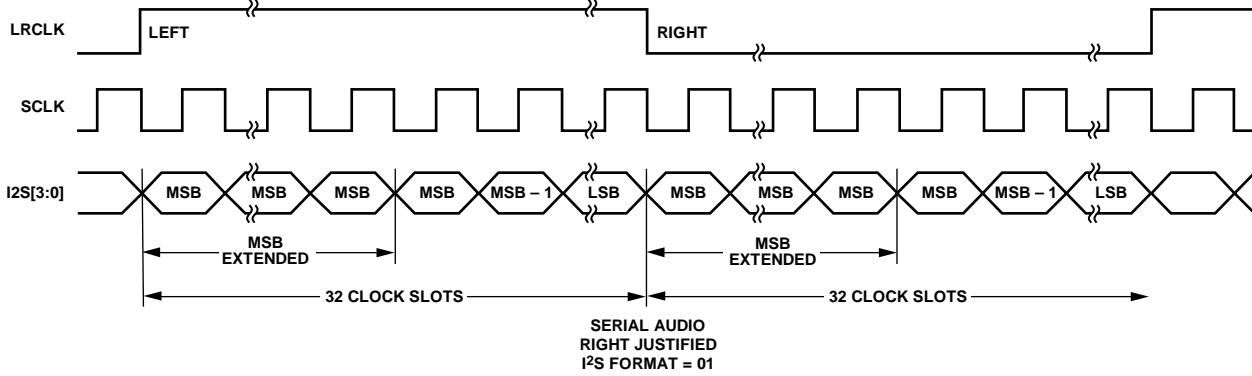 LRCLK
LEFT
RIGHT
SCLK
I2S[3:0]
MSB
MSB
MSB
MSB
MSB – 1
LSB
MSB
MSB
MSB
MSB
MSB – 1
LSB
MSB
EXTENDED
MSB
EXTENDED
32 CLOCK SLOTS
32 CLOCK SLOTS
SERIAL AUDIO
RIGHT JUSTIFIED
I²S FORMAT = 01